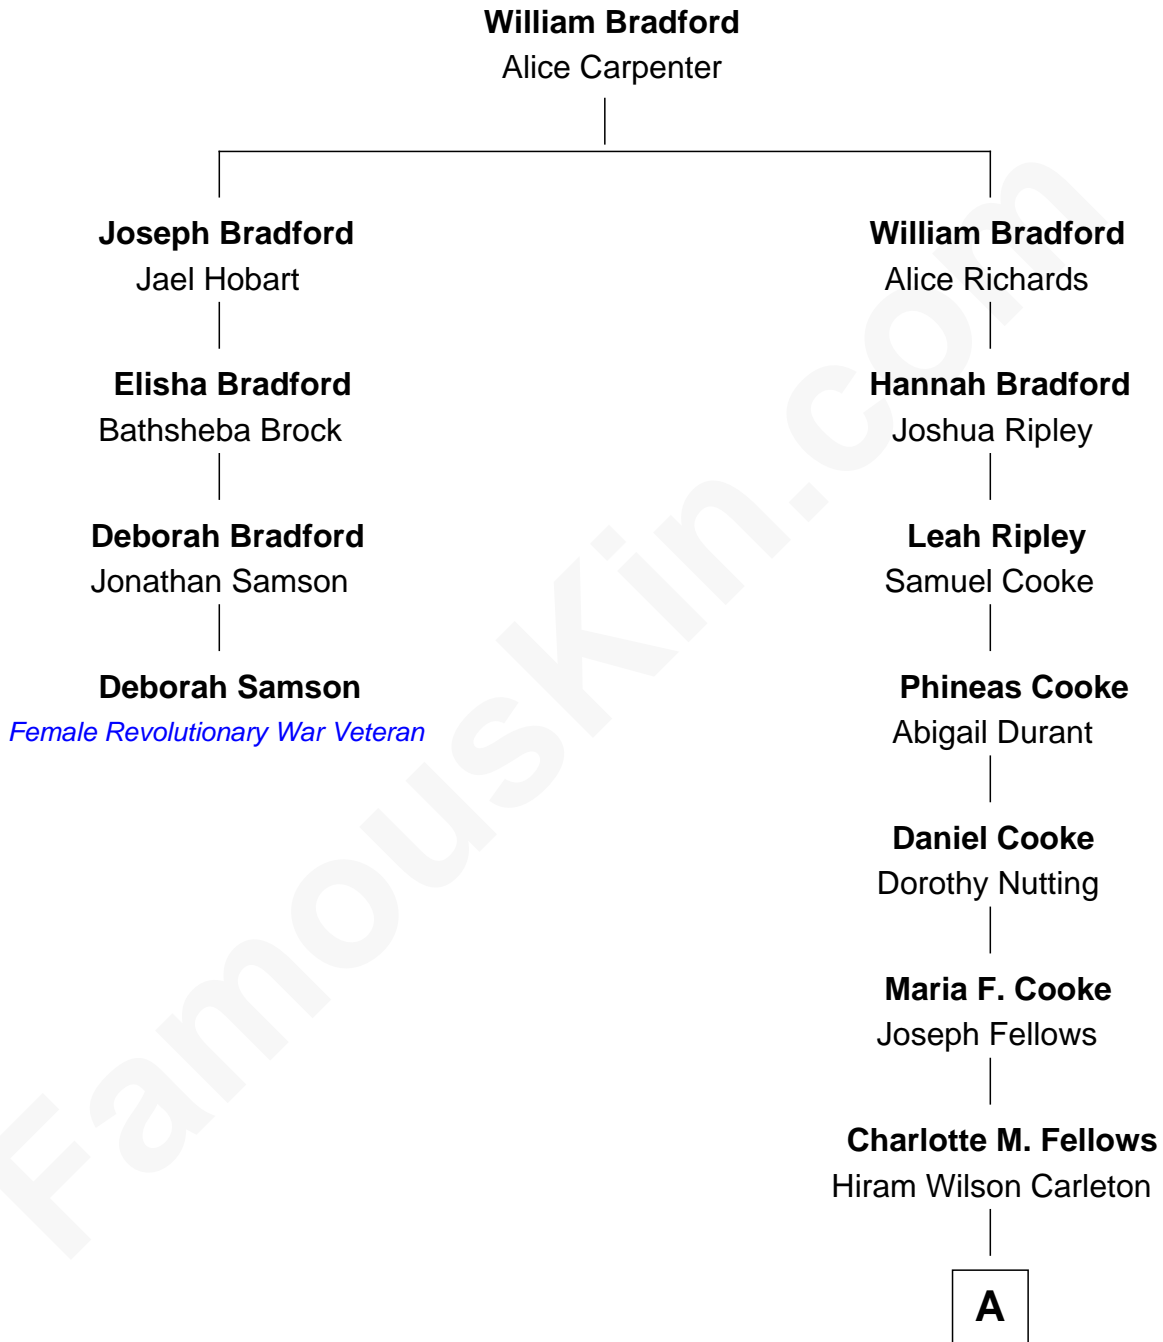 William Bradford
Alice Carpenter
Joseph Bradford
Jael Hobart
William Bradford
Alice Richards
Elisha Bradford
Bathsheba Brock
Hannah Bradford
Joshua Ripley
Deborah Bradford
Jonathan Samson
Leah Ripley
Samuel Cooke
Deborah Samson
Female Revolutionary War Veteran
Phineas Cooke
Abigail Durant
Daniel Cooke
Dorothy Nutting
Maria F. Cooke
Joseph Fellows
Charlotte M. Fellows
Hiram Wilson Carleton
A
FamousKin.com